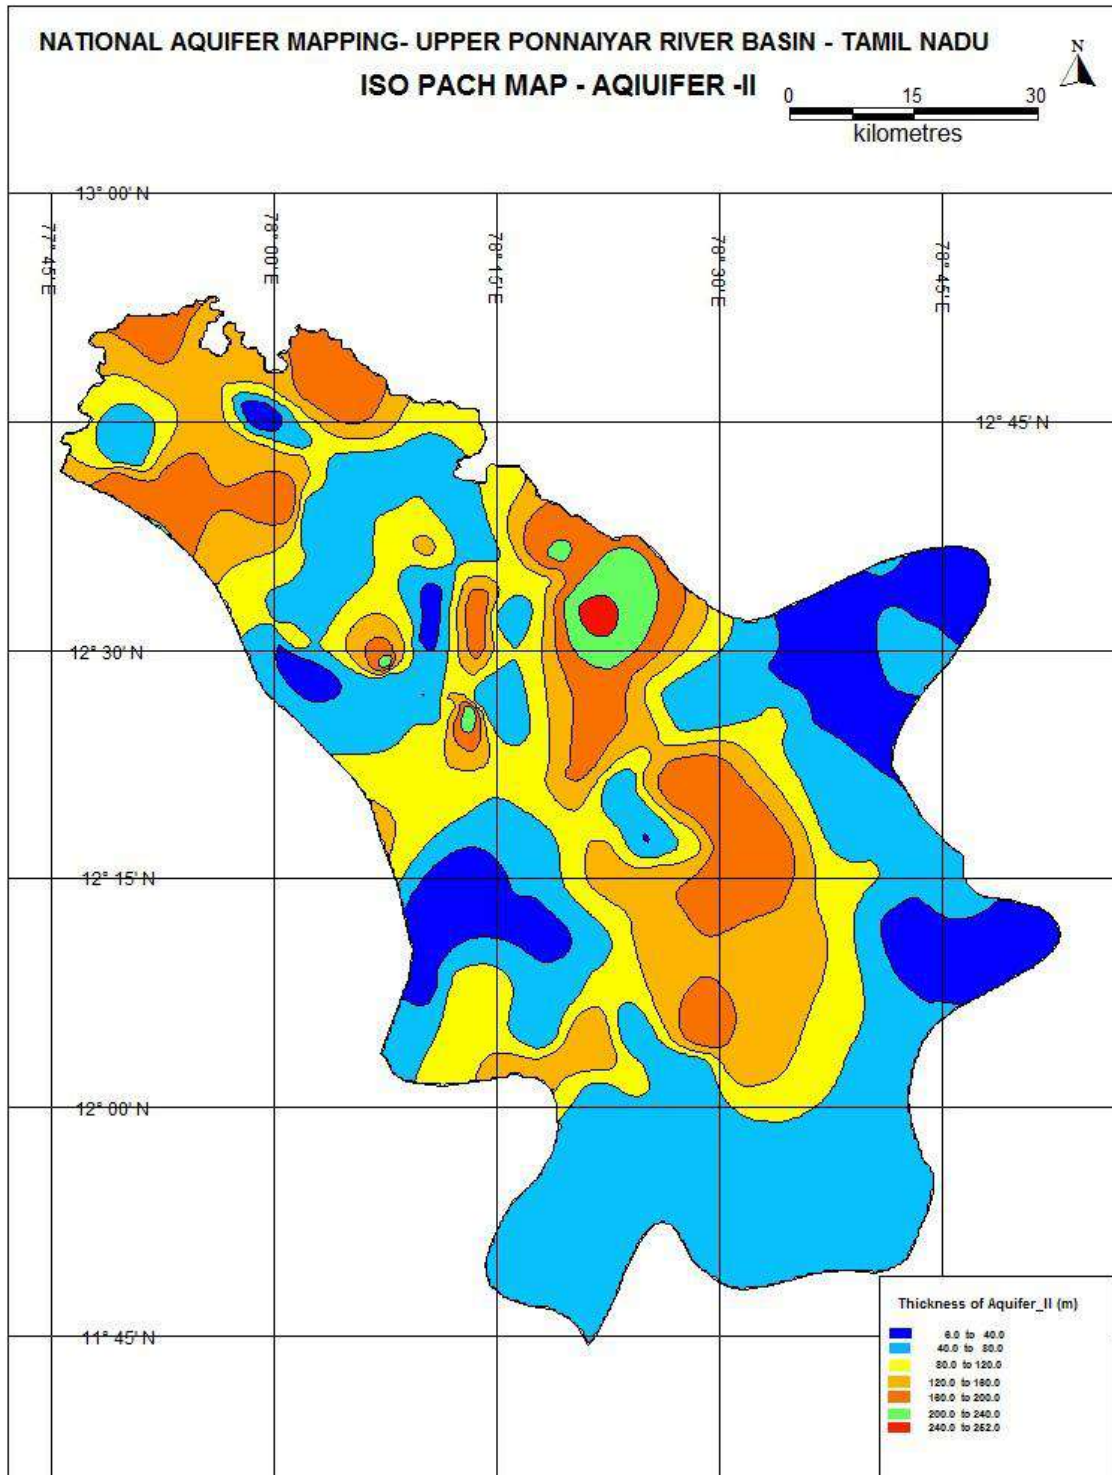 NATIONAL AQUIFER MAPPING- UPPER PONNAIYAR RIVER BASIN - TAMIL NADU
ISO PACH MAP - AQIUIFER -II
N
0 15 30
kilometres
13° 00' N
77° 45' E
78° 00' E
78° 15' E
78° 30' E
78° 45' E
12° 45' N
12° 30' N
12° 15' N
12° 00' N
11° 45' N
Thickness of Aquifer_II (m)
6.0 to 40.0
40.0 to 80.0
80.0 to 120.0
120.0 to 160.0
160.0 to 200.0
200.0 to 240.0
240.0 to 252.0